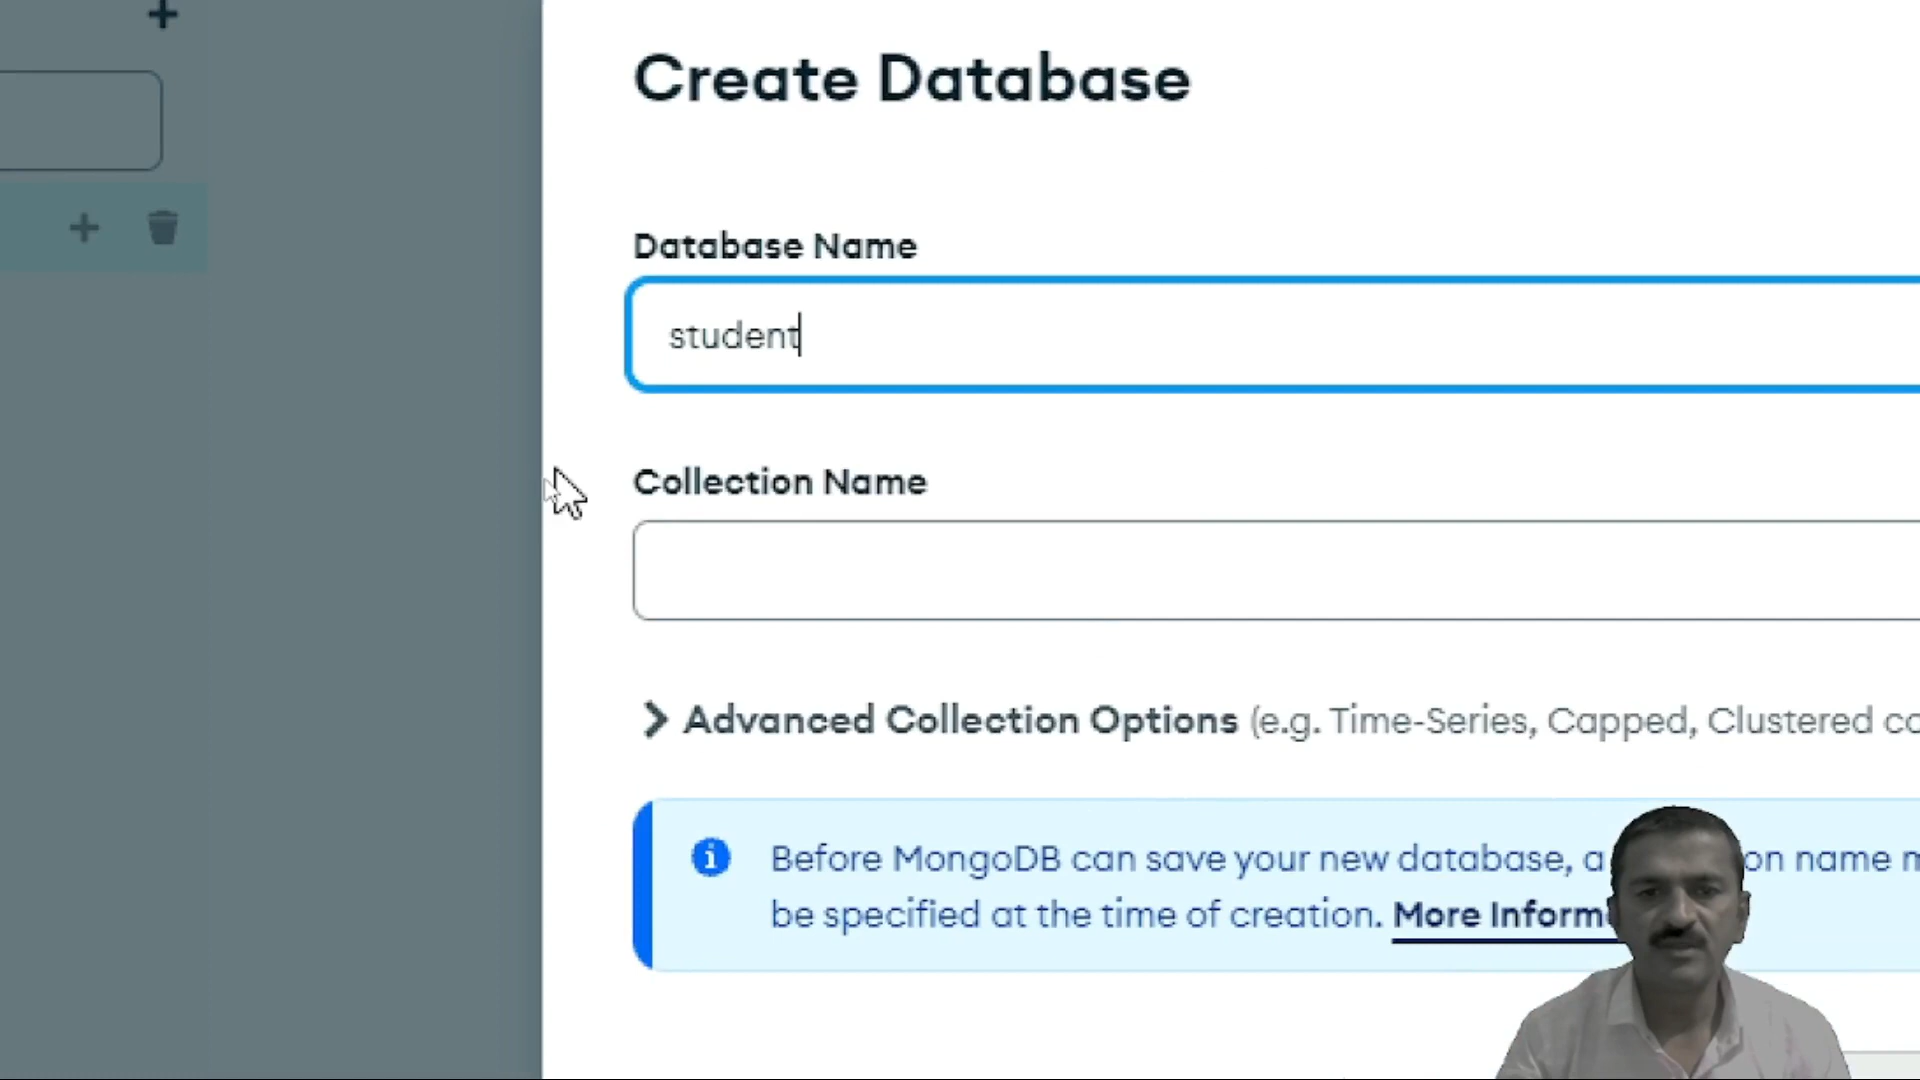 Create Database
Database Name
student
Collection Name
Advanced Collection Options (e.g. Time-Series, Capped, Clustered
Before MongoDB can save your new database, a name
be specified at the time of creation. More